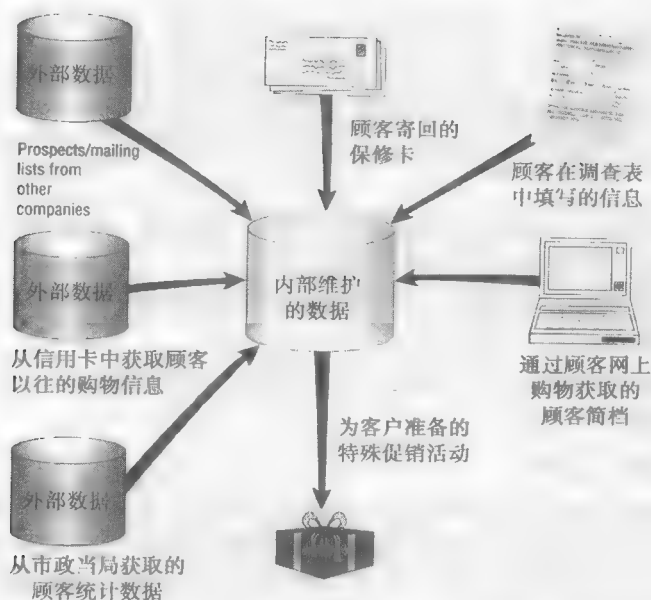 外部数据
Prospects/mailing
lists from
other
companies
顾客寄回的
保修卡
顾客在调查表
中填写的信息
外部数据
从信用卡中获取顾客
以往的购物信息
内部维护
的数据
通过顾客网上
购物获取的
顾客简档
外部数据
从市政当局获取的
顾客统计数据
为客户准备的
特殊促销活动